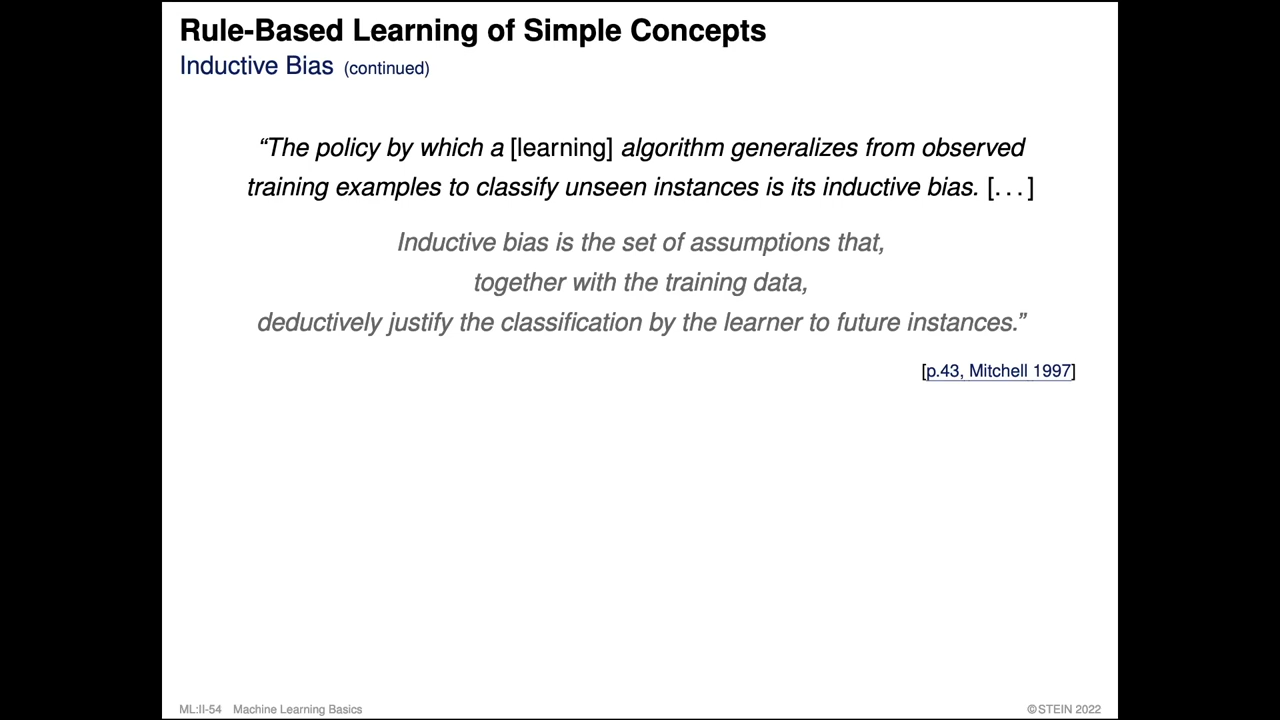 Rule-Based Learning of Simple Concepts
Inductive Bias (continued)
“The policy by which a [learning] algorithm generalizes from observed
training examples to classify unseen instances is its inductive bias. [...]
Inductive bias is the set of assumptions that,
together with the training data,
deductively justify the classification by the learner to future instances.”
[p.43, Mitchell 1997]
ML:II-54 Machine Learning Basics ©STEIN 2022